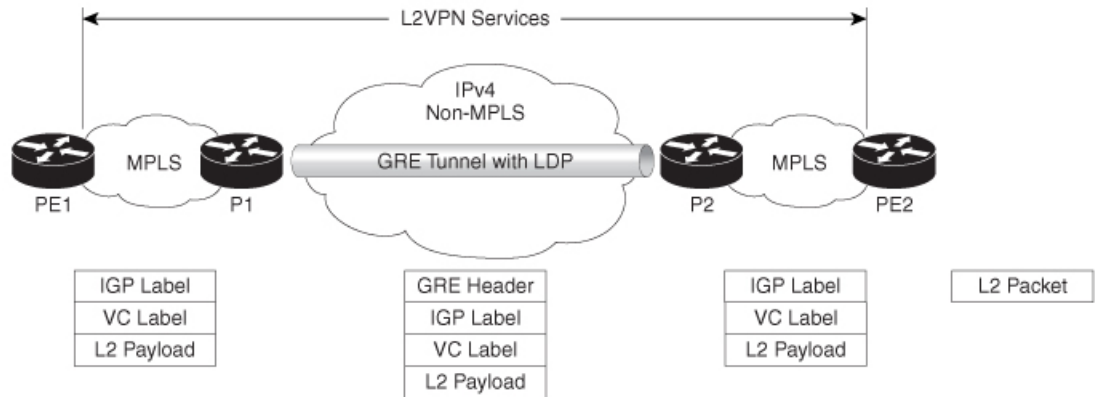 L2VPN Services
IPv4
Non-MPLS
MPLS
GRE Tunnel with LDP
MPLS
PE1
P1
P2
PE2
IGP Label
VC Label
L2 Payload
GRE Header
IGP Label
VC Label
L2 Payload
IGP Label
VC Label
L2 Payload
L2 Packet